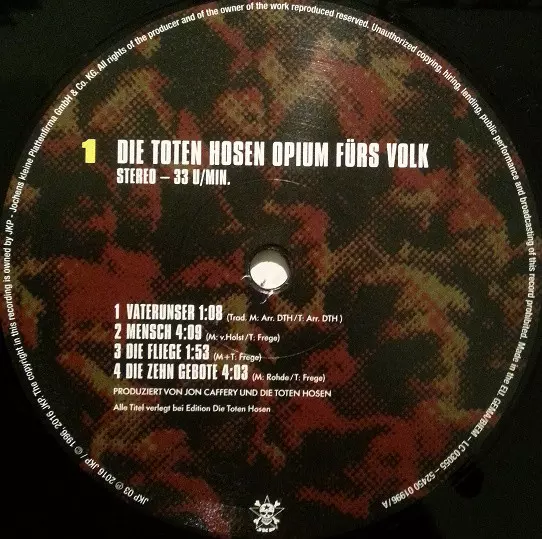 1
DIE TOTEN HOSEN OPIUM FÜRS VOLK
STEREO – 33 U/MIN.
1 VATERUNSER 1:08 (Trad. M: Arr. DTH/T: Arr. DTH)
2 MENSCH 4:09 (M: v.Holst/T: Frege)
3 DIE FLIEGE 1:53 (M+T: Frege)
4 DIE ZEHN GEBOTE 4:03 (M: Rohde/T: Frege)
PRODUZIERT VON JON CAFFERY UND DIE TOTEN HOSEN
Alle Titel verlegt bei Edition Die Toten Hosen
JKP 03 ℗ 2016 JKP / © 1996, 2016 JKP The copyright in this recording is owned by JKP - Jochens kleine Plattenfirma GmbH & Co. KG. All rights of the producer and of the owner of the work reproduced reserved. Unauthorized copying, hiring, lending, public performance and broadcasting of this record prohibited. Made in the EU. GEMA/BIEM – LC 03055 – 52450 01996/A